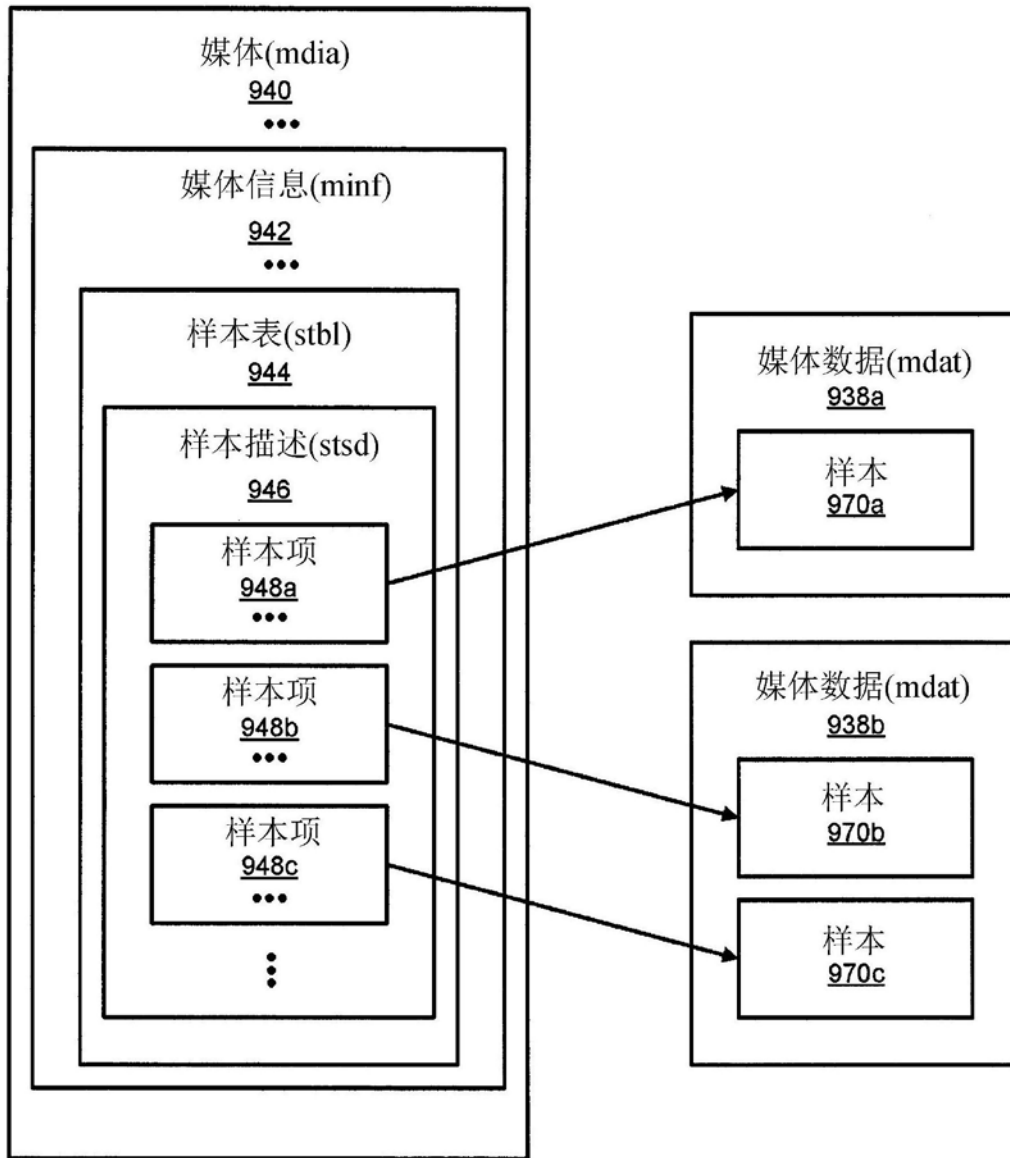 媒体(mdia)
940
•••
媒体信息(minf)
942
•••
样本表(stbl)
944
样本描述(stsd)
946
样本项
948a
•••
样本项
948b
•••
样本项
948c
•••
媒体数据(mdat)
938a
样本
970a
媒体数据(mdat)
938b
样本
970b
样本
970c